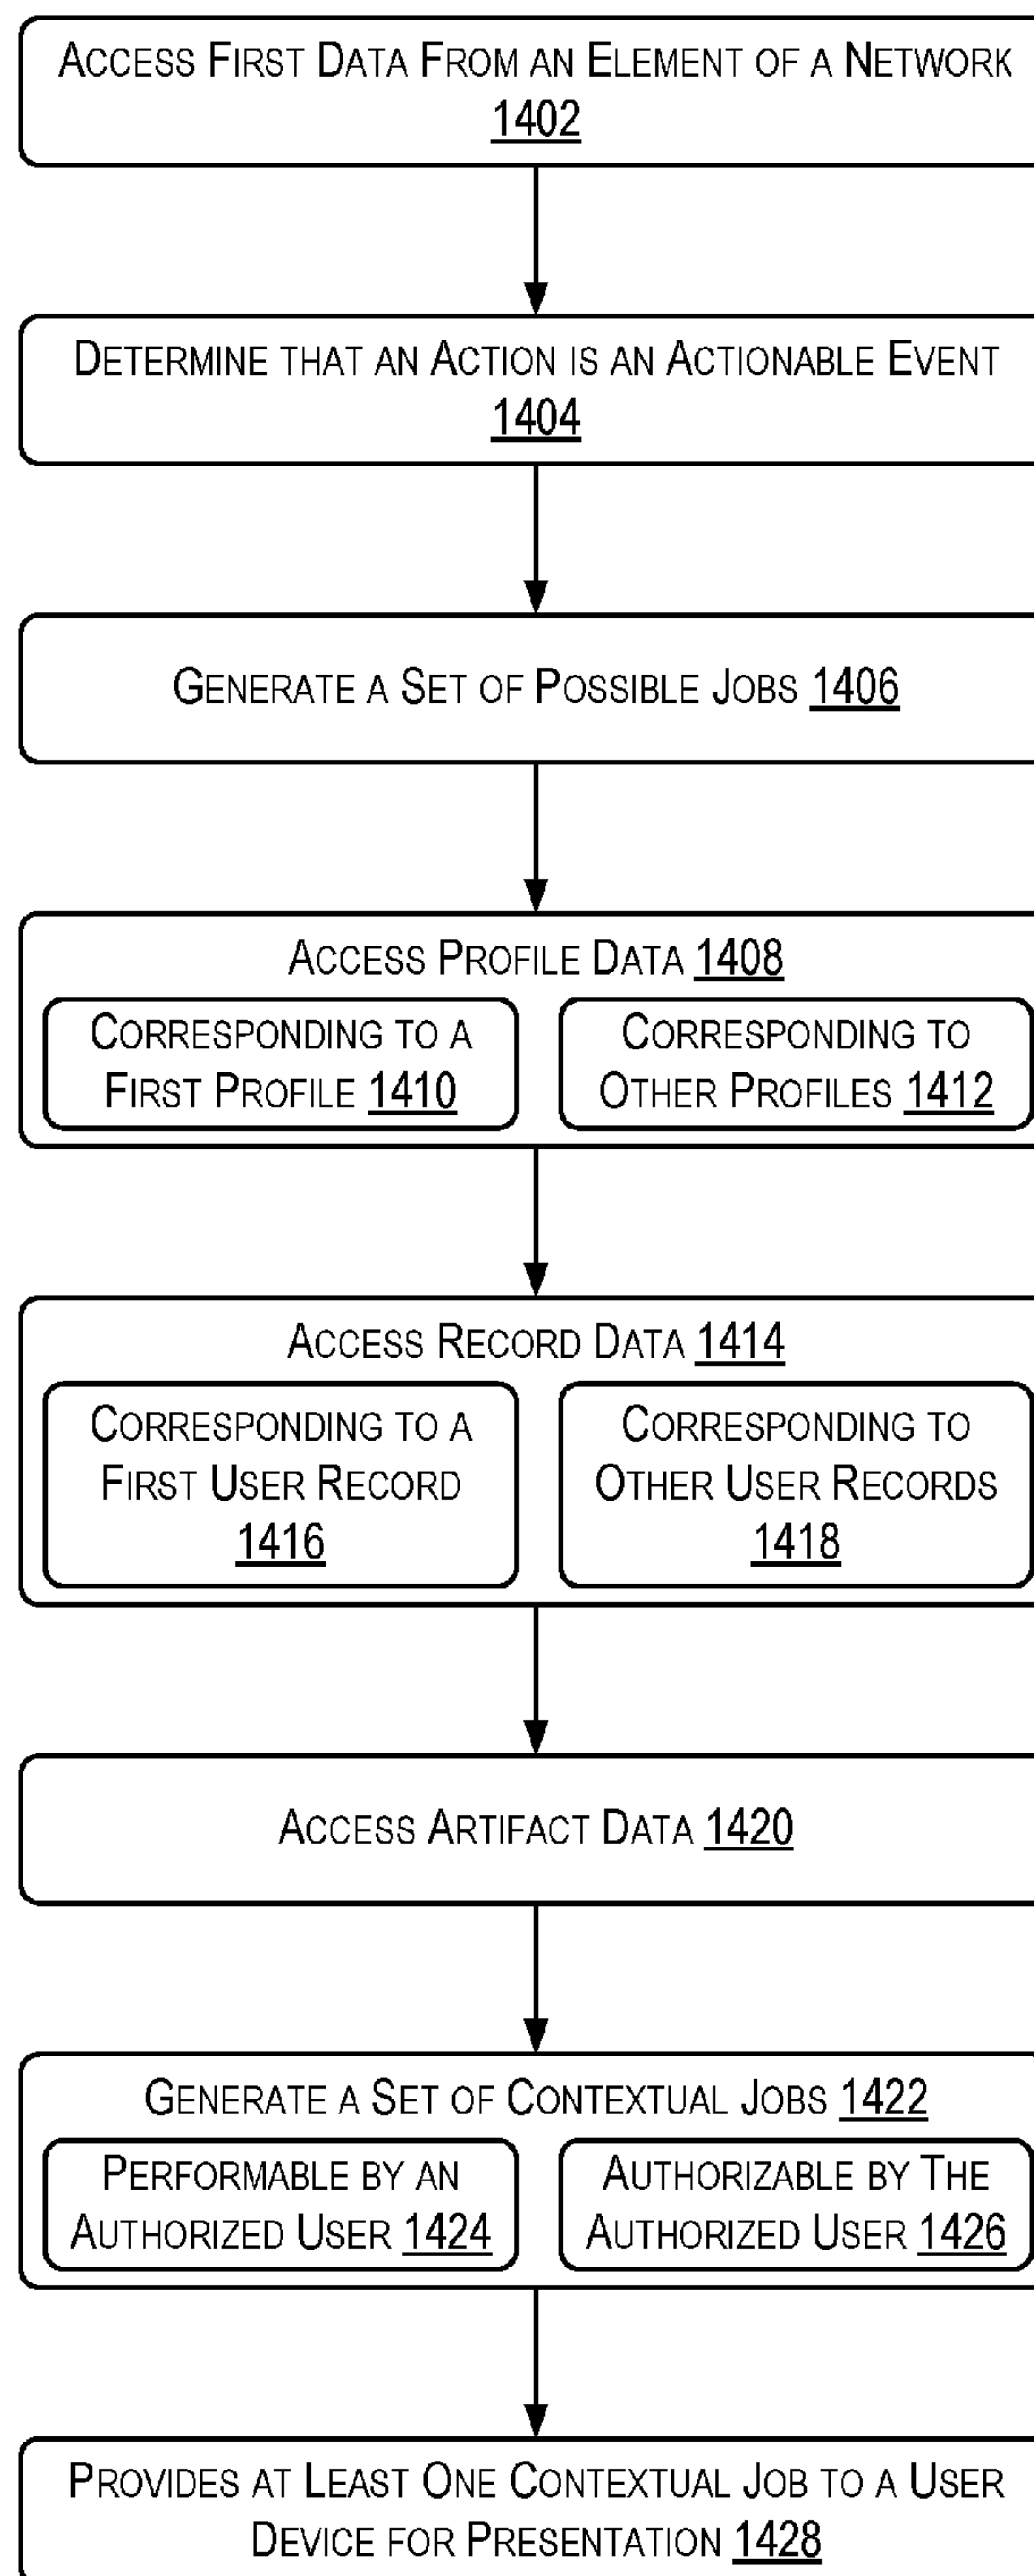 ACCESS FIRST DATA FROM AN ELEMENT OF A NETWORK
1402
DETERMINE THAT AN ACTION IS AN ACTIONABLE EVENT
1404
GENERATE A SET OF POSSIBLE JOBS 1406
ACCESS PROFILE DATA 1408
CORRESPONDING TO A
FIRST PROFILE 1410
CORRESPONDING TO
OTHER PROFILES 1412
ACCESS RECORD DATA 1414
CORRESPONDING TO A
FIRST USER RECORD
1416
CORRESPONDING TO
OTHER USER RECORDS
1418
ACCESS ARTIFACT DATA 1420
GENERATE A SET OF CONTEXTUAL JOBS 1422
PERFORMABLE BY AN
AUTHORIZED USER 1424
AUTHORIZABLE BY THE
AUTHORIZED USER 1426
PROVIDES AT LEAST ONE CONTEXTUAL JOB TO A USER
DEVICE FOR PRESENTATION 1428